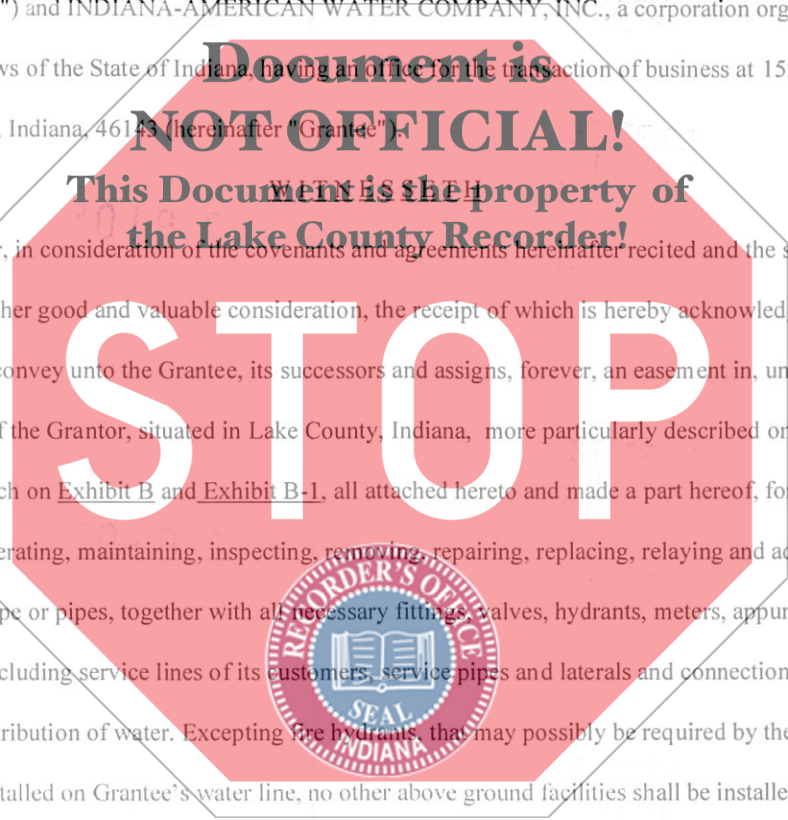 ") and INDIANA-AMERICAN WATER COMPANY, INC., a corporation org
Document is
ws of the State of Indiana, having an office for the transaction of business at 15
NOT OFFICIAL!
, Indiana, 46143 (hereinafter "Grantee").
This Document is the property of
WITNESSETH
the Lake County Recorder!
, in consideration of the covenants and agreements hereinafter recited and the s
her good and valuable consideration, the receipt of which is hereby acknowled
STOP
convey unto the Grantee, its successors and assigns, forever, an easement in, un
f the Grantor, situated in Lake County, Indiana, more particularly described on
ch on Exhibit B and Exhibit B-1, all attached hereto and made a part hereof, fo
erating, maintaining, inspecting, removing, repairing, replacing, relaying and ad
pe or pipes, together with all necessary fittings, valves, hydrants, meters, appur
cluding service lines of its customers, service pipes and laterals and connection
ribution of water. Excepting fire hydrants, that may possibly be required by the
talled on Grantee's water line, no other above ground facilities shall be installe
RECORDER'S OFFICE
SEAL
INDIANA